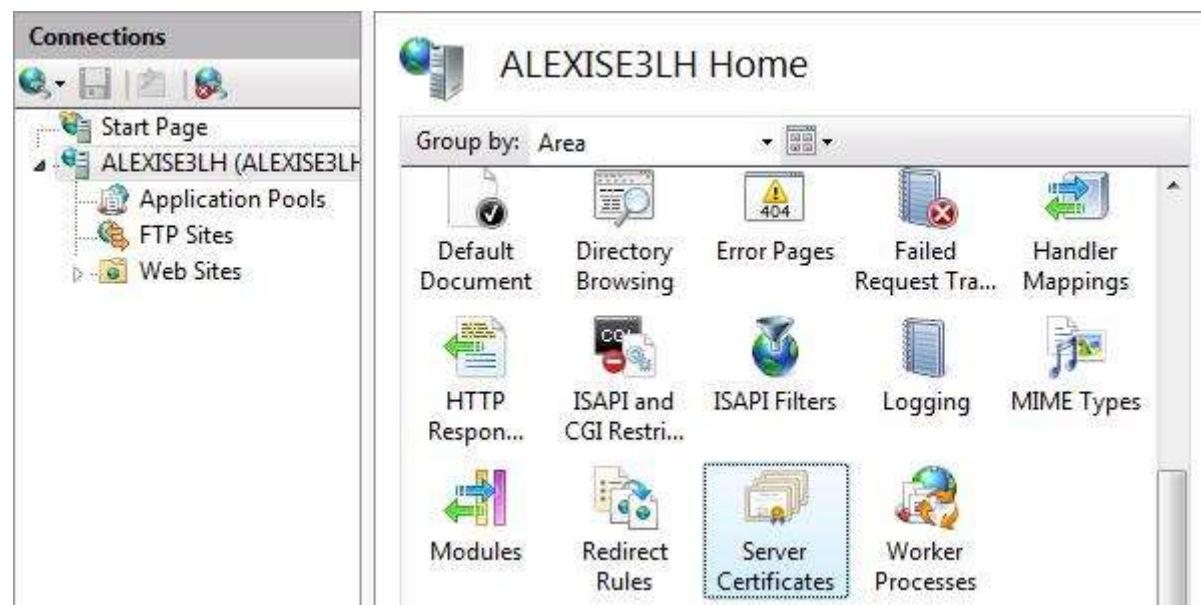 Connections
Start Page
ALEXISE3LH (ALEXISE3LH
Application Pools
FTP Sites
Web Sites
ALEXISE3LH Home
Group by: Area
Default Document
Directory Browsing
404
Error Pages
Failed Request Tra...
Handler Mappings
HTTP Respon...
CGI
ISAPI and CGI Restri...
ISAPI Filters
Logging
MIME Types
Modules
Redirect Rules
Server Certificates
Worker Processes